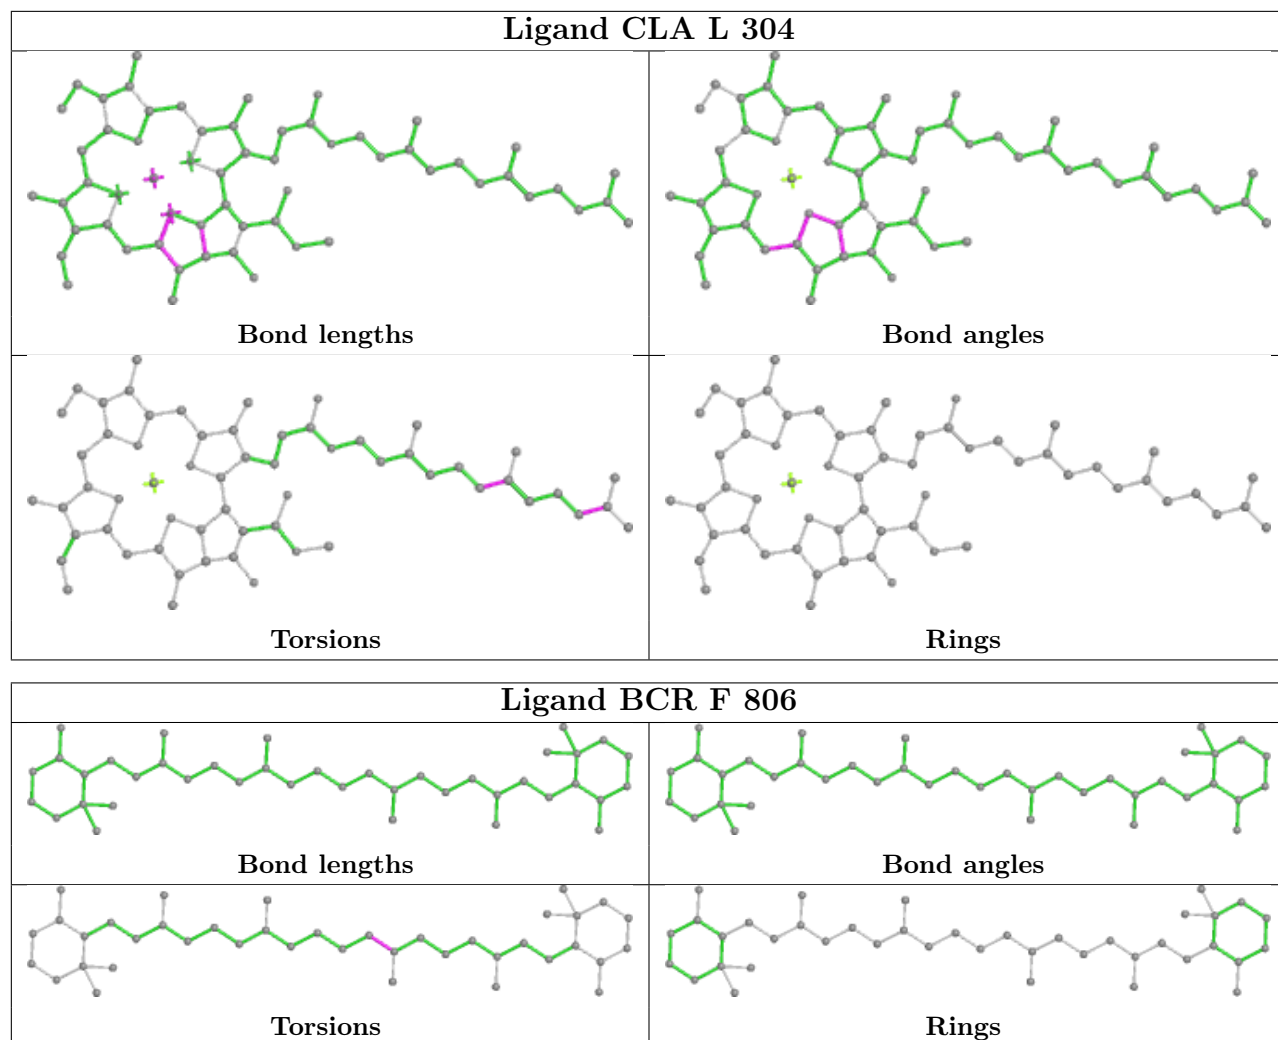 Ligand CLA L 304
Bond lengths
Bond angles
Torsions
Rings
Ligand BCR F 806
Bond lengths
Bond angles
Torsions
Rings